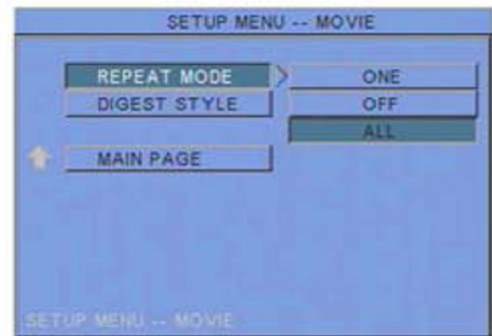 SETUP MENU -- MOVIE
REPEAT MODE
ONE
DIGEST STYLE
OFF
ALL
MAIN PAGE
SETUP MENU -- MOVIE